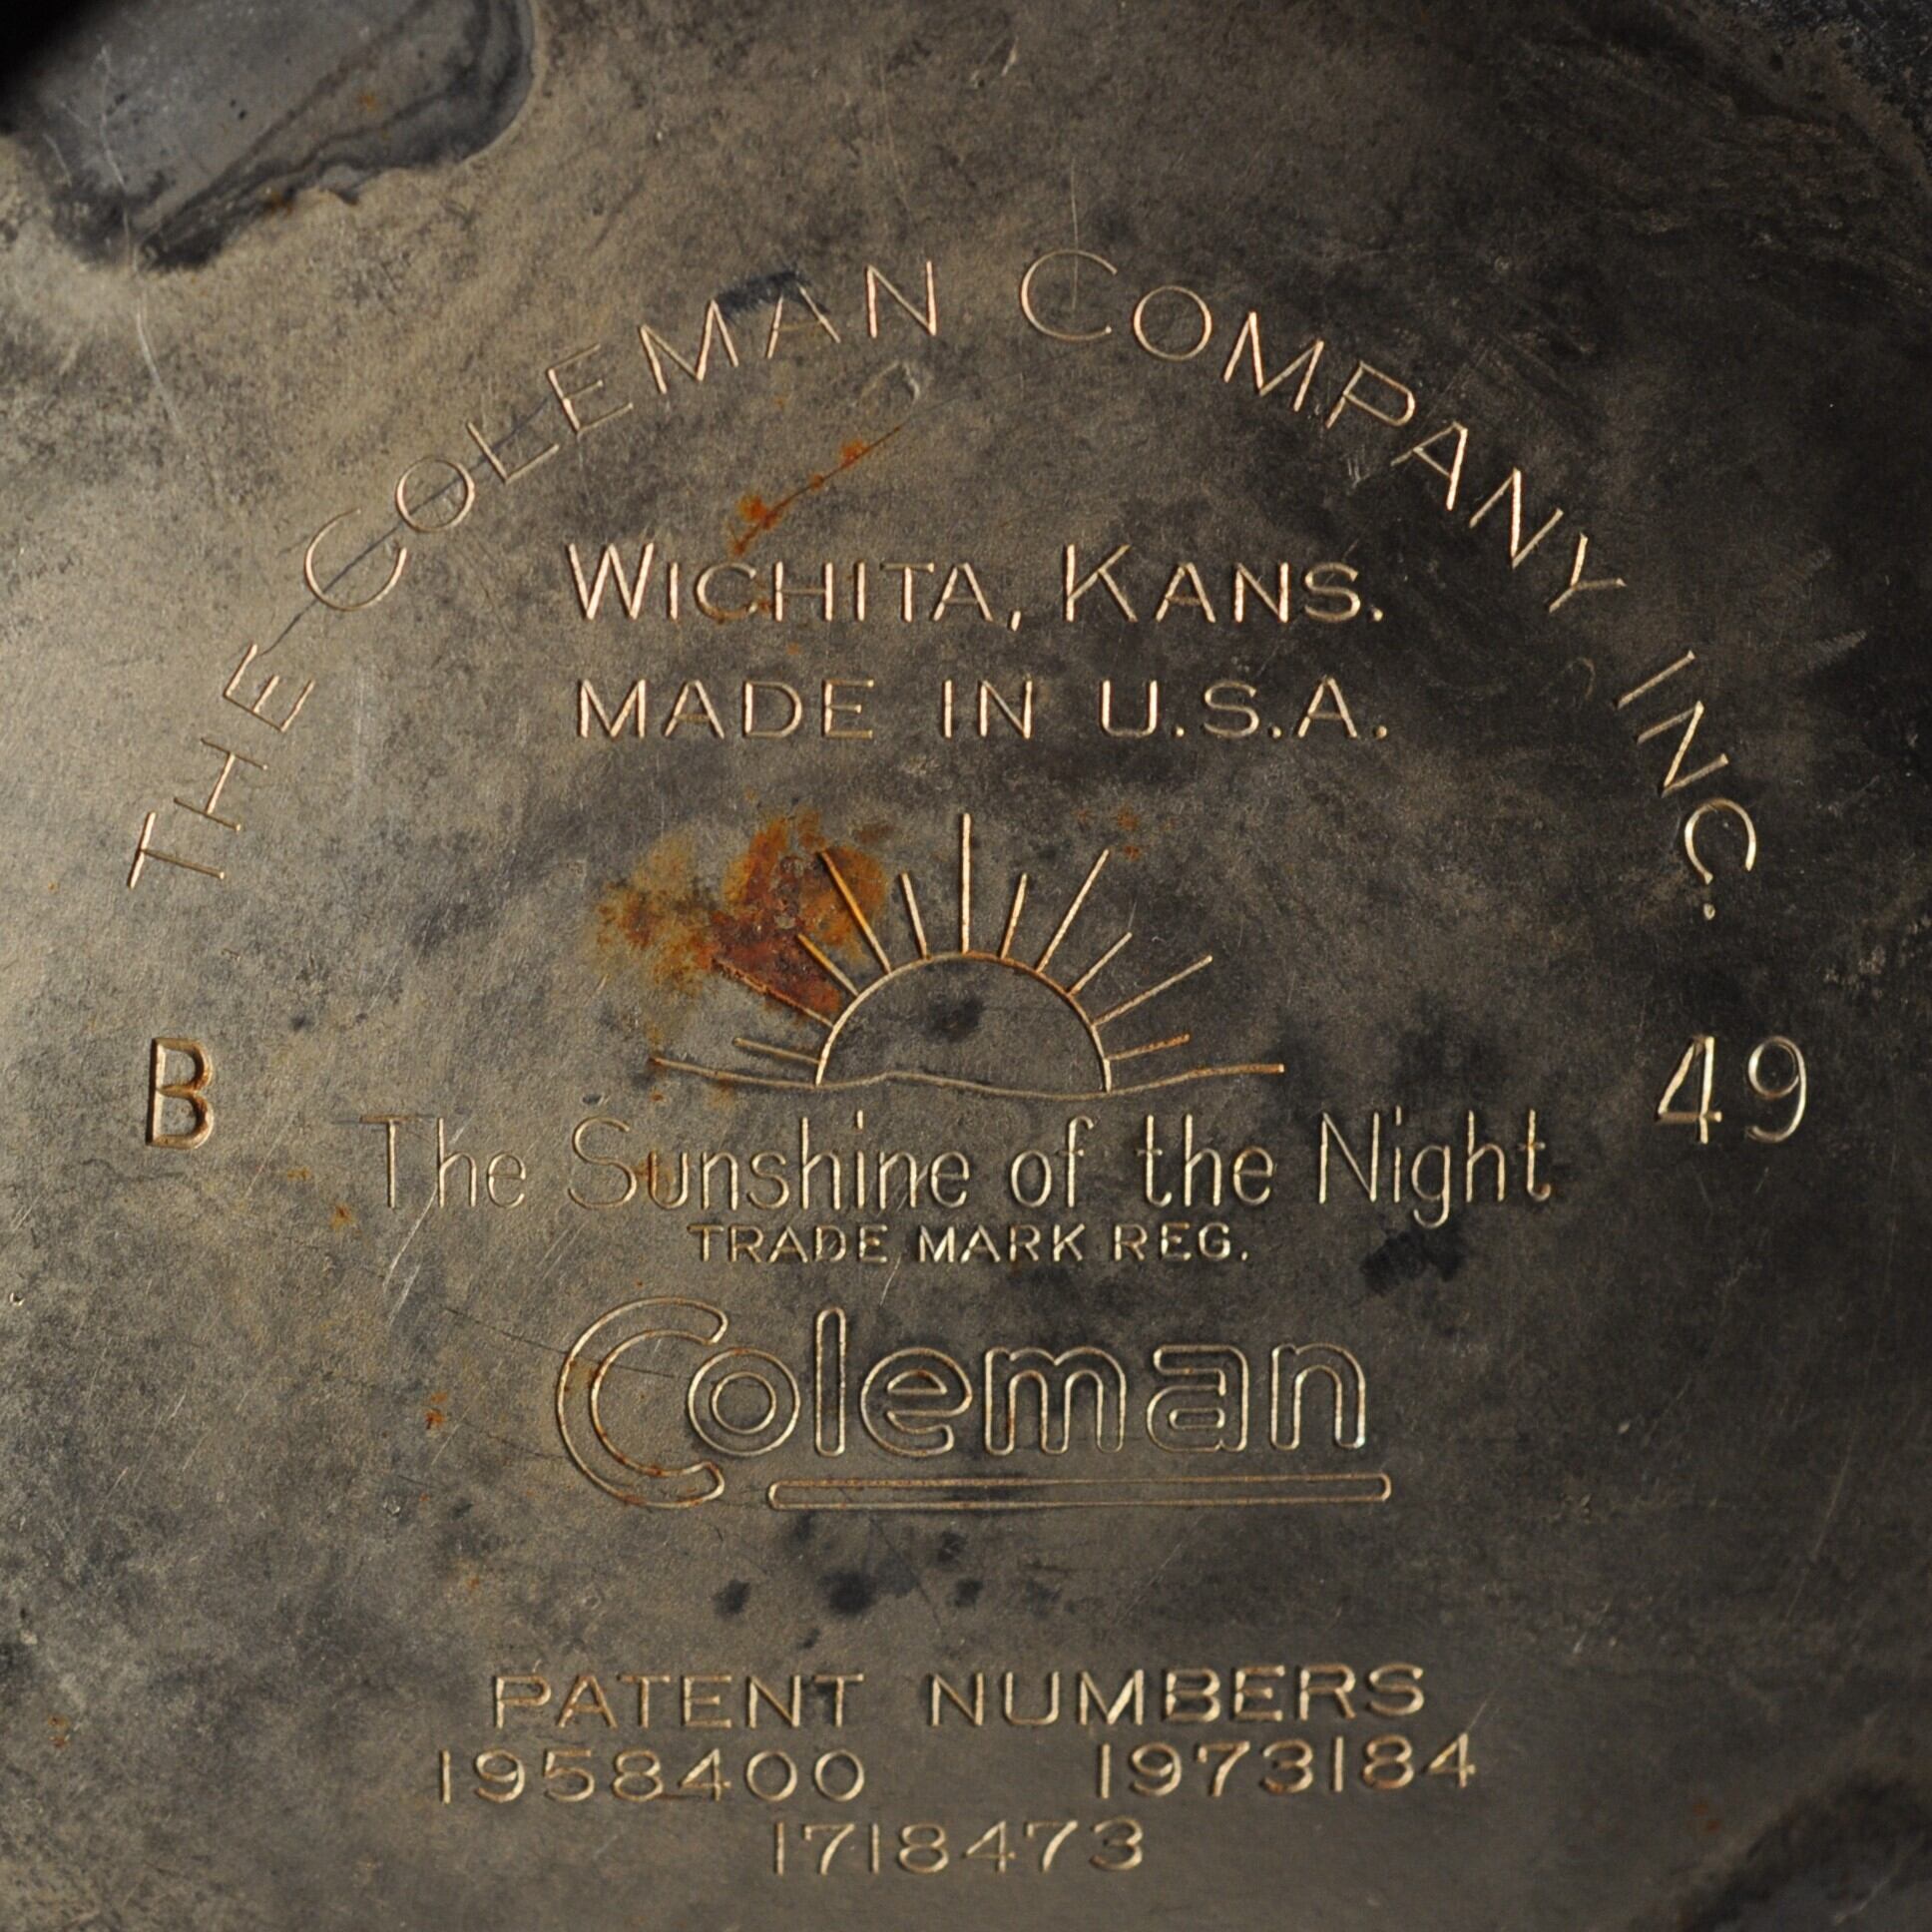 THE COLEMAN COMPANY INC.
WICHITA, KANS.
MADE IN U.S.A.
B
49
The Sunshine of the Night
TRADE MARK REG.
Coleman
PATENT NUMBERS
1958400 1973184
1718473